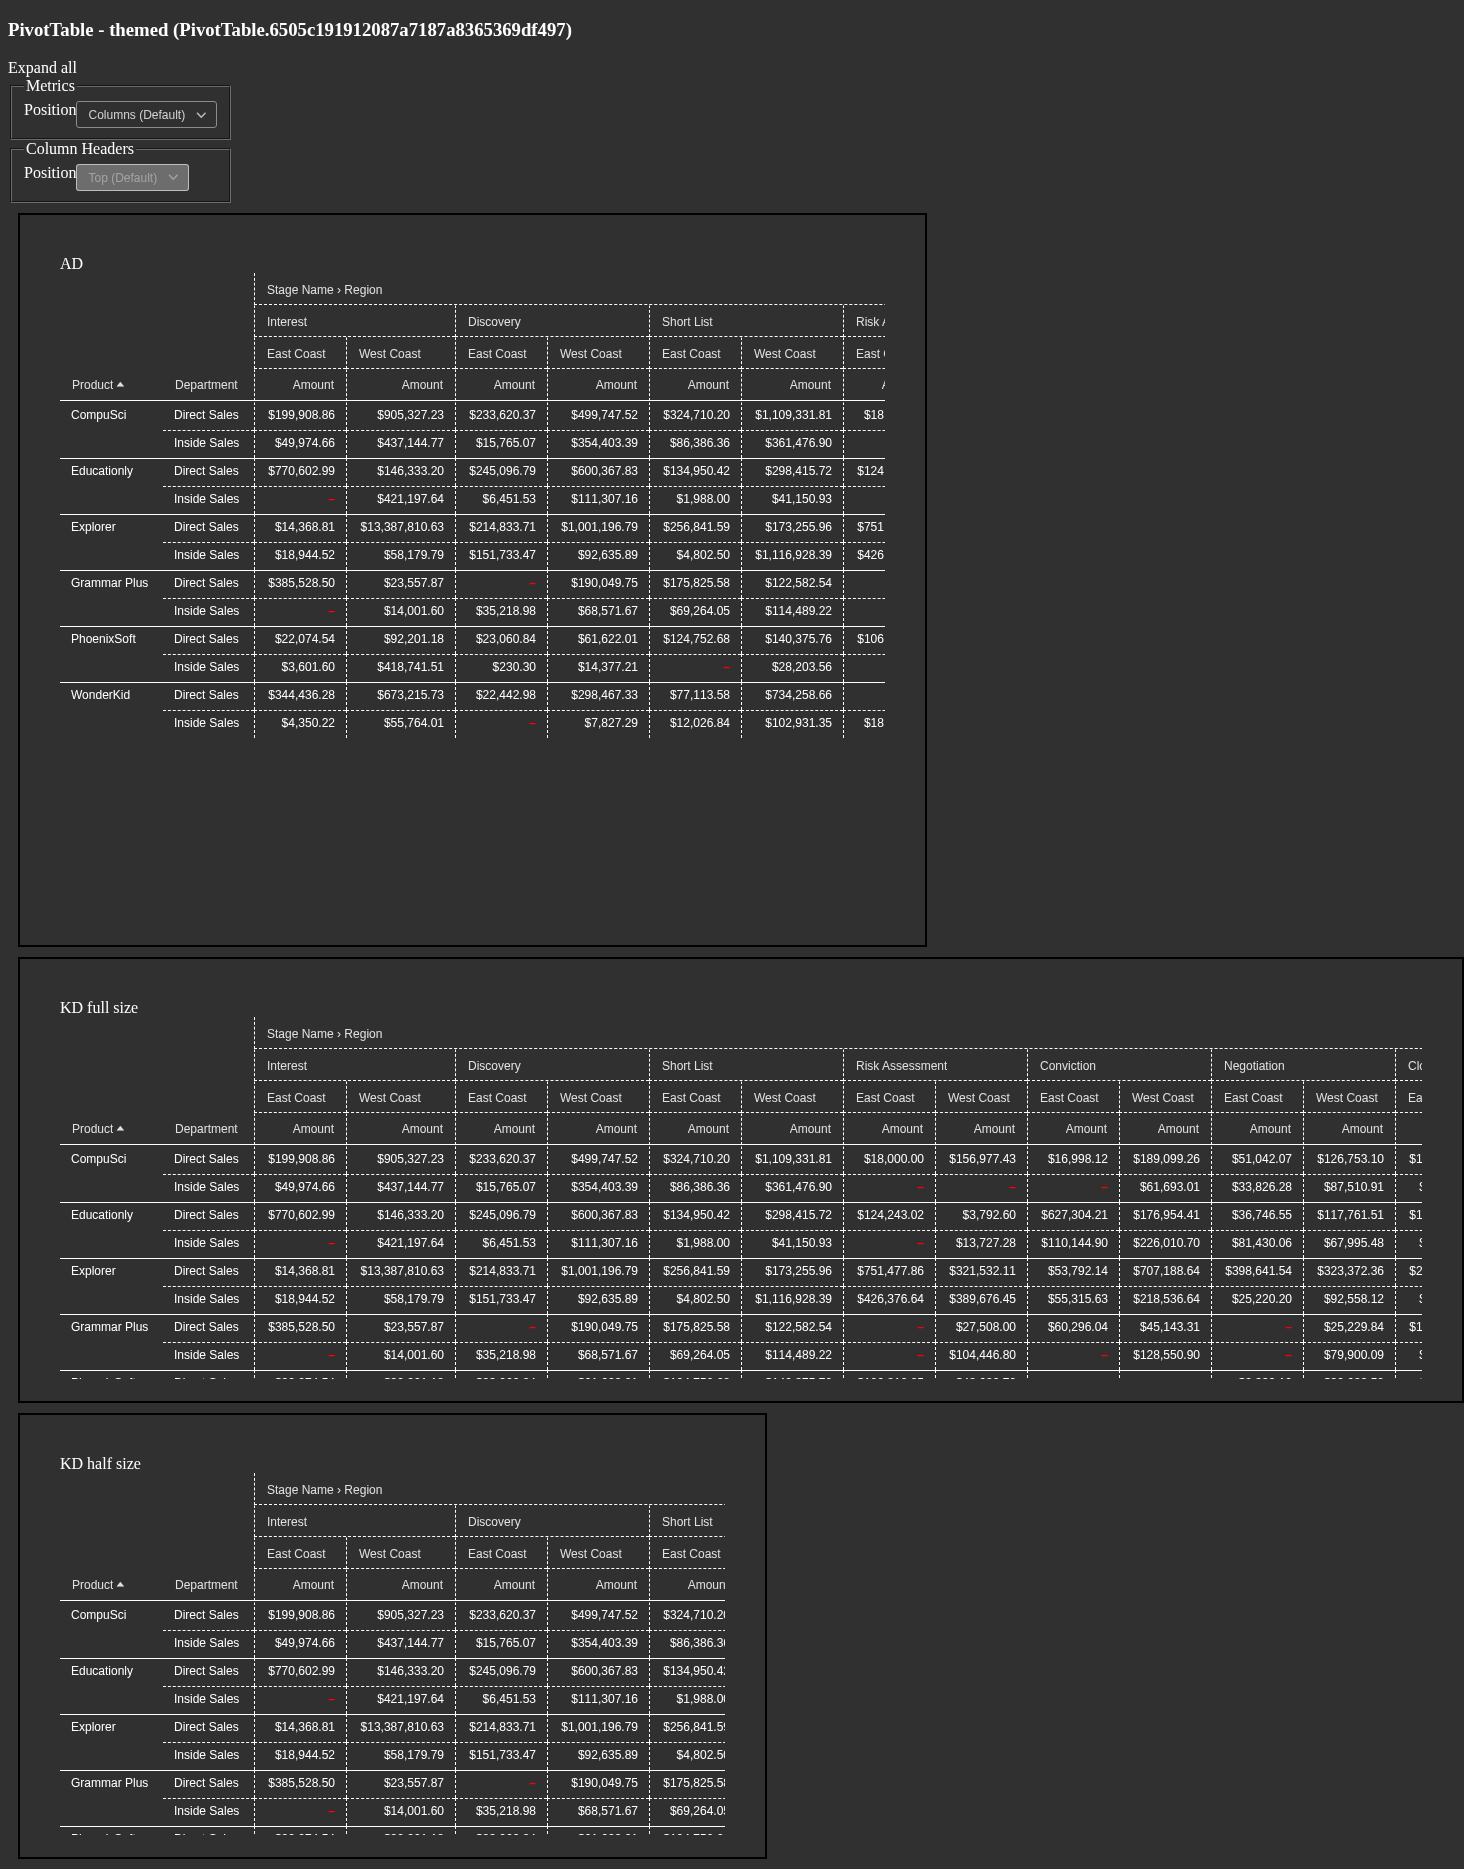 PivotTable - themed (PivotTable.6505c191912087a7187a8365369df497)
Expand all
Metrics
Position Columns (Default)
Column Headers
Position Top (Default)
AD
Stage Name › Region
Interest Discovery Short List Risk
East Coast West Coast East Coast West Coast East Coast West Coast East
Product Department Amount Amount Amount Amount Amount Amount
CompuSci Direct Sales $199,908.86 $905,327.23 $233,620.37 $499,747.52 $324,710.20 $1,109,331.81 $18
Inside Sales $49,974.66 $437,144.77 $15,765.07 $354,403.39 $86,386.36 $361,476.90
Educationly Direct Sales $770,602.99 $146,333.20 $245,096.79 $600,367.83 $134,950.42 $298,415.72 $124
Inside Sales – $421,197.64 $6,451.53 $111,307.16 $1,988.00 $41,150.93
Explorer Direct Sales $14,368.81 $13,387,810.63 $214,833.71 $1,001,196.79 $256,841.59 $173,255.96 $751
Inside Sales $18,944.52 $58,179.79 $151,733.47 $92,635.89 $4,802.50 $1,116,928.39 $426
Grammar Plus Direct Sales $385,528.50 $23,557.87 – $190,049.75 $175,825.58 $122,582.54
Inside Sales – $14,001.60 $35,218.98 $68,571.67 $69,264.05 $114,489.22
PhoenixSoft Direct Sales $22,074.54 $92,201.18 $23,060.84 $61,622.01 $124,752.68 $140,375.76 $106
Inside Sales $3,601.60 $418,741.51 $230.30 $14,377.21 – $28,203.56
WonderKid Direct Sales $344,436.28 $673,215.73 $22,442.98 $298,467.33 $77,113.58 $734,258.66
Inside Sales $4,350.22 $55,764.01 – $7,827.29 $12,026.84 $102,931.35 $18
KD full size
Stage Name › Region
Interest Discovery Short List Risk Assessment Conviction Negotiation
East Coast West Coast East Coast West Coast East Coast West Coast East Coast West Coast East Coast West Coast East Coast West Coast
Product Department Amount Amount Amount Amount Amount Amount Amount Amount Amount Amount Amount Amount
CompuSci Direct Sales $199,908.86 $905,327.23 $233,620.37 $499,747.52 $324,710.20 $1,109,331.81 $18,000.00 $156,977.43 $16,998.12 $189,099.26 $51,042.07 $126,753.10 $1
Inside Sales $49,974.66 $437,144.77 $15,765.07 $354,403.39 $86,386.36 $361,476.90 – – – $61,693.01 $33,826.28 $87,510.91 $
Educationly Direct Sales $770,602.99 $146,333.20 $245,096.79 $600,367.83 $134,950.42 $298,415.72 $124,243.02 $3,792.60 $627,304.21 $176,954.41 $36,746.55 $117,761.51 $1
Inside Sales – $421,197.64 $6,451.53 $111,307.16 $1,988.00 $41,150.93 – $13,727.28 $110,144.90 $226,010.70 $81,430.06 $67,995.48 $
Explorer Direct Sales $14,368.81 $13,387,810.63 $214,833.71 $1,001,196.79 $256,841.59 $173,255.96 $751,477.86 $321,532.11 $53,792.14 $707,188.64 $398,641.54 $323,372.36 $2
Inside Sales $18,944.52 $58,179.79 $151,733.47 $92,635.89 $4,802.50 $1,116,928.39 $426,376.64 $389,676.45 $55,315.63 $218,536.64 $25,220.20 $92,558.12 $
Grammar Plus Direct Sales $385,528.50 $23,557.87 – $190,049.75 $175,825.58 $122,582.54 – $27,508.00 $60,296.04 $45,143.31 – $25,229.84 $1
Inside Sales – $14,001.60 $35,218.98 $68,571.67 $69,264.05 $114,489.22 – $104,446.80 – $128,550.90 – $79,900.09 $
KD half size
Stage Name › Region
Interest Discovery Short List
East Coast West Coast East Coast West Coast East Coast
Product Department Amount Amount Amount Amount Amoun
CompuSci Direct Sales $199,908.86 $905,327.23 $233,620.37 $499,747.52 $324,710.20
Inside Sales $49,974.66 $437,144.77 $15,765.07 $354,403.39 $86,386.36
Educationly Direct Sales $770,602.99 $146,333.20 $245,096.79 $600,367.83 $134,950.42
Inside Sales – $421,197.64 $6,451.53 $111,307.16 $1,988.00
Explorer Direct Sales $14,368.81 $13,387,810.63 $214,833.71 $1,001,196.79 $256,841.59
Inside Sales $18,944.52 $58,179.79 $151,733.47 $92,635.89 $4,802.50
Grammar Plus Direct Sales $385,528.50 $23,557.87 – $190,049.75 $175,825.58
Inside Sales – $14,001.60 $35,218.98 $68,571.67 $69,264.05